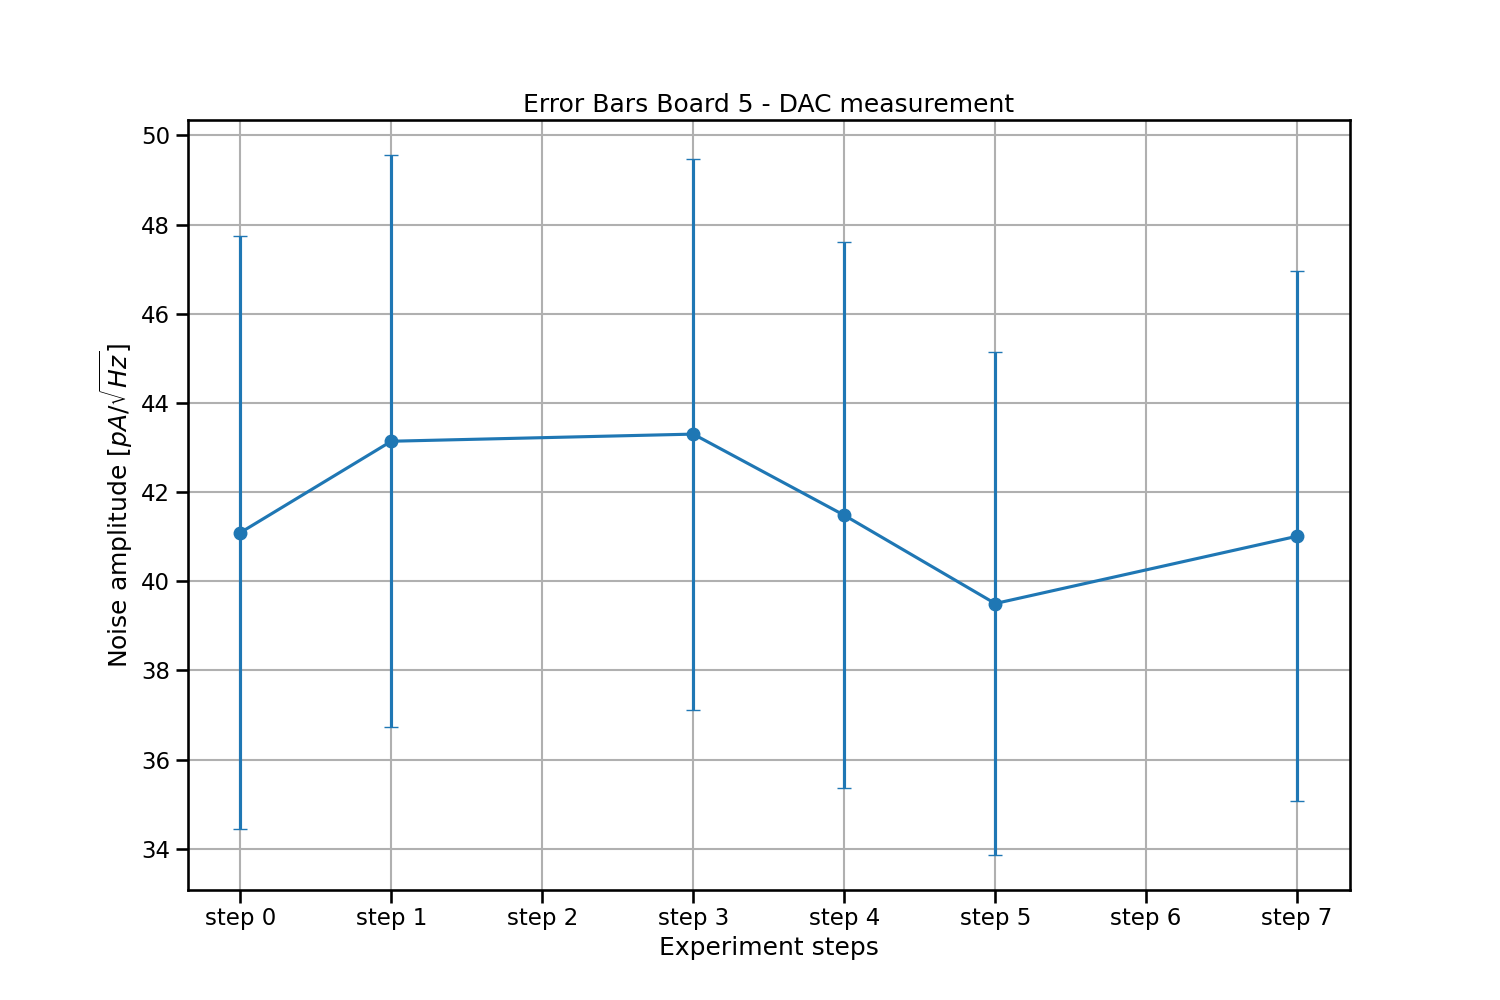 Error Bars Board 5 - DAC measurement
50
48
46
44
42
40
38
36
34
Noise amplitude [pA/√Hz]
step 0 step 1 step 2 step 3 step 4 step 5 step 6 step 7
Experiment steps